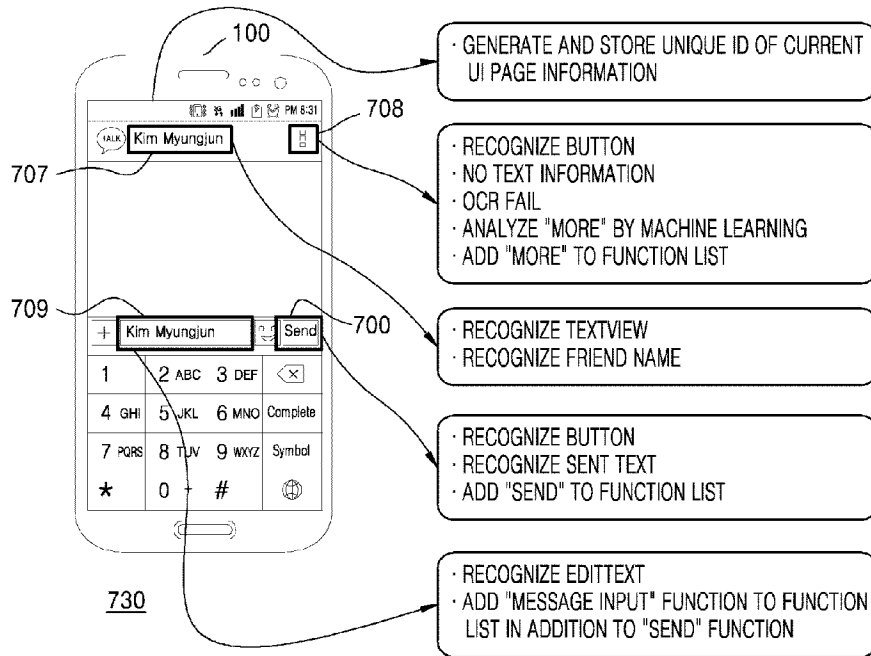 100
· GENERATE AND STORE UNIQUE ID OF CURRENT
UI PAGE INFORMATION
PM 8:31
708
TALK Kim Myungjun
707
· RECOGNIZE BUTTON
· NO TEXT INFORMATION
· OCR FAIL
· ANALYZE "MORE" BY MACHINE LEARNING
· ADD "MORE" TO FUNCTION LIST
709
700
+ Kim Myungjun Send
· RECOGNIZE TEXTVIEW
· RECOGNIZE FRIEND NAME
1 2 ABC 3 DEF
4 GHI 5 JKL 6 MNO Complete
7 PQRS 8 TUV 9 WXYZ Symbol
* 0 + #
· RECOGNIZE BUTTON
· RECOGNIZE SENT TEXT
· ADD "SEND" TO FUNCTION LIST
730
· RECOGNIZE EDITTEXT
· ADD "MESSAGE INPUT" FUNCTION TO FUNCTION
LIST IN ADDITION TO "SEND" FUNCTION